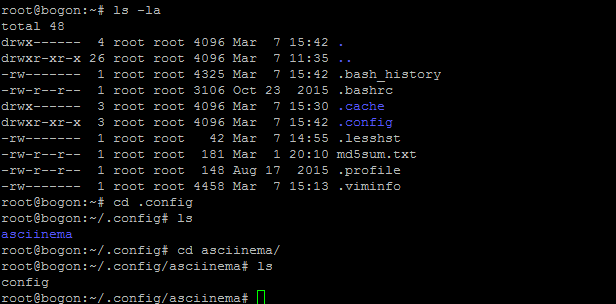 root@bogon:~# ls -la
total 48
drwx------  4 root root 4096 Mar  7 15:42 .
drwxr-xr-x 26 root root 4096 Mar  7 11:35 ..
-rw-------  1 root root 4325 Mar  7 15:42 .bash_history
-rw-r--r--  1 root root 3106 Oct 23  2015 .bashrc
drwx------  3 root root 4096 Mar  7 15:30 .cache
drwxr-xr-x  3 root root 4096 Mar  7 15:42 .config
-rw-------  1 root root   42 Mar  7 14:55 .lesshst
-rw-r--r--  1 root root  181 Mar  1 20:10 md5sum.txt
-rw-r--r--  1 root root  148 Aug 17  2015 .profile
-rw-------  1 root root 4458 Mar  7 15:13 .viminfo
root@bogon:~# cd .config
root@bogon:~/.config# ls
asciinema
root@bogon:~/.config# cd asciinema/
root@bogon:~/.config/asciinema# ls
config
root@bogon:~/.config/asciinema#